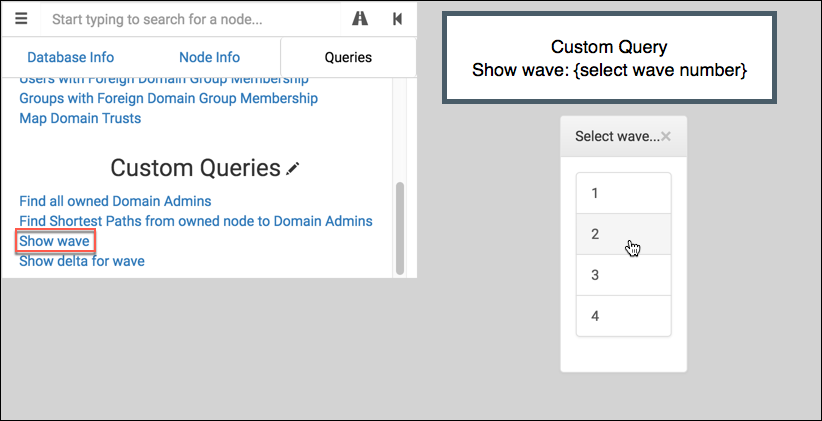 Start typing to search for a node...
Database Info
Node Info
Queries
Users with Foreign Domain Group Membership
Groups with Foreign Domain Group Membership
Map Domain Trusts
Custom Queries
Find all owned Domain Admins
Find Shortest Paths from owned node to Domain Admins
Show wave
Show delta for wave
Custom Query
Show wave: {select wave number}
Select wave...×
1
2
3
4